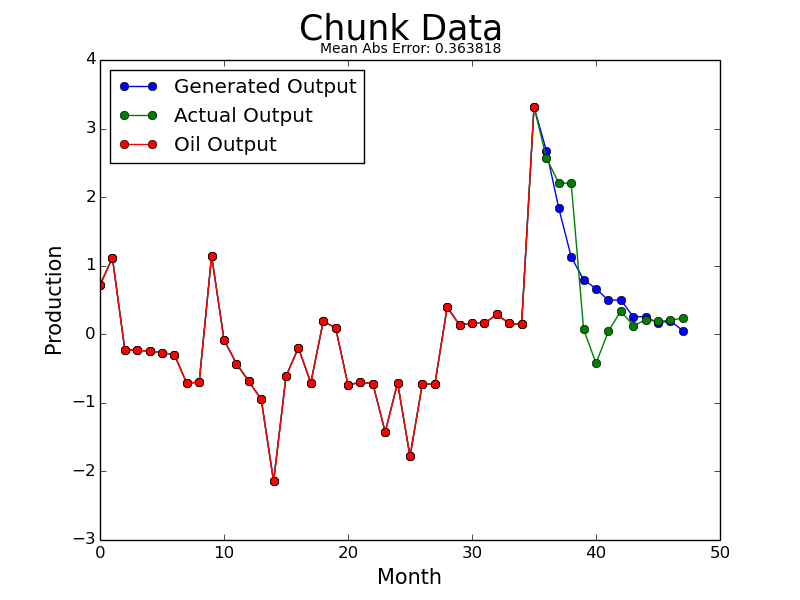 Chunk Data
Mean Abs Error: 0.363818
Generated Output
Actual Output
Oil Output
Production
4
3
2
1
0
−1
−2
−3
0 10 20 30 40 50
Month